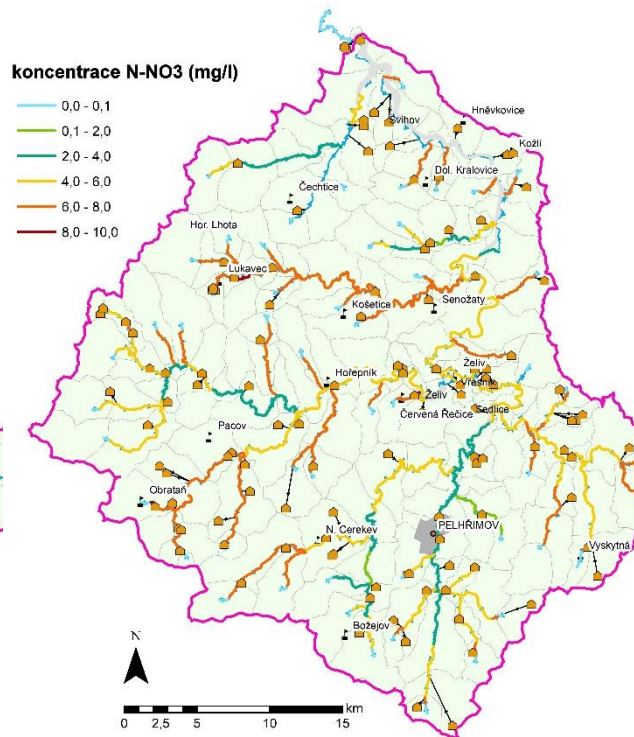 koncentrace N-NO3 (mg/l)
0,0 - 0,1
0,1 - 2,0
2,0 - 4,0
4,0 - 6,0
6,0 - 8,0
8,0 - 10,0
Švihov
Hněvkovice
Kožlí
Dol. Kralovice
Čechtice
Hor. Lhota
Lukavec
Košetice
Senožaty
Hořepník
Želiv
Vřesník
Želiv
Červená Řečice
Sedlice
Pacov
Obrataň
N. Cerekev
PELHŘIMOV
Vyskytná
Božejov
N
km
0 2,5 5 10 15